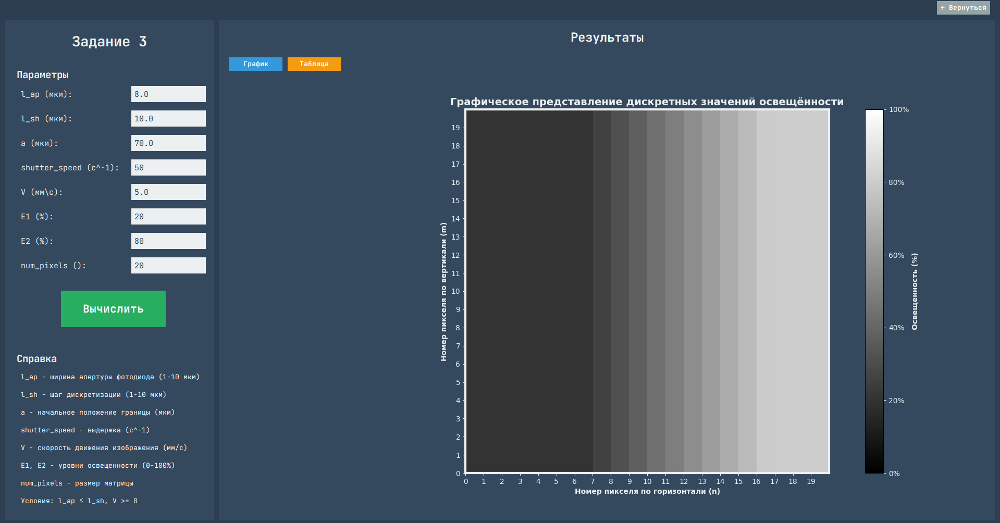 ← Вернуться
Задание 3
Параметры
l_ap (мкм): 8.0
l_sh (мкм): 10.0
a (мкм): 70.0
shutter_speed (c^-1): 50
V (мм\с): 5.0
E1 (%): 20
E2 (%): 80
num_pixels (): 20
Вычислить
Справка
l_ap - ширина апертуры фотодиода (1-10 мкм)
l_sh - шаг дискретизации (1-10 мкм)
a - начальное положение границы (мкм)
shutter_speed - выдержка (c^-1)
V - скорость движения изображения (мм/с)
E1, E2 - уровни освещенности (0-100%)
num_pixels - размер матрицы
Условия: l_ap ≤ l_sh, V >= 0
Результаты
График Таблица
Графическое представление дискретных значений освещённости
Номер пикселя по вертикали (m)
19
18
17
16
15
14
13
12
11
10
9
8
7
6
5
4
3
2
1
0
0 1 2 3 4 5 6 7 8 9 10 11 12 13 14 15 16 17 18 19
Номер пикселя по горизонтали (n)
100%
80%
60%
40%
20%
0%
Освещенность (%)